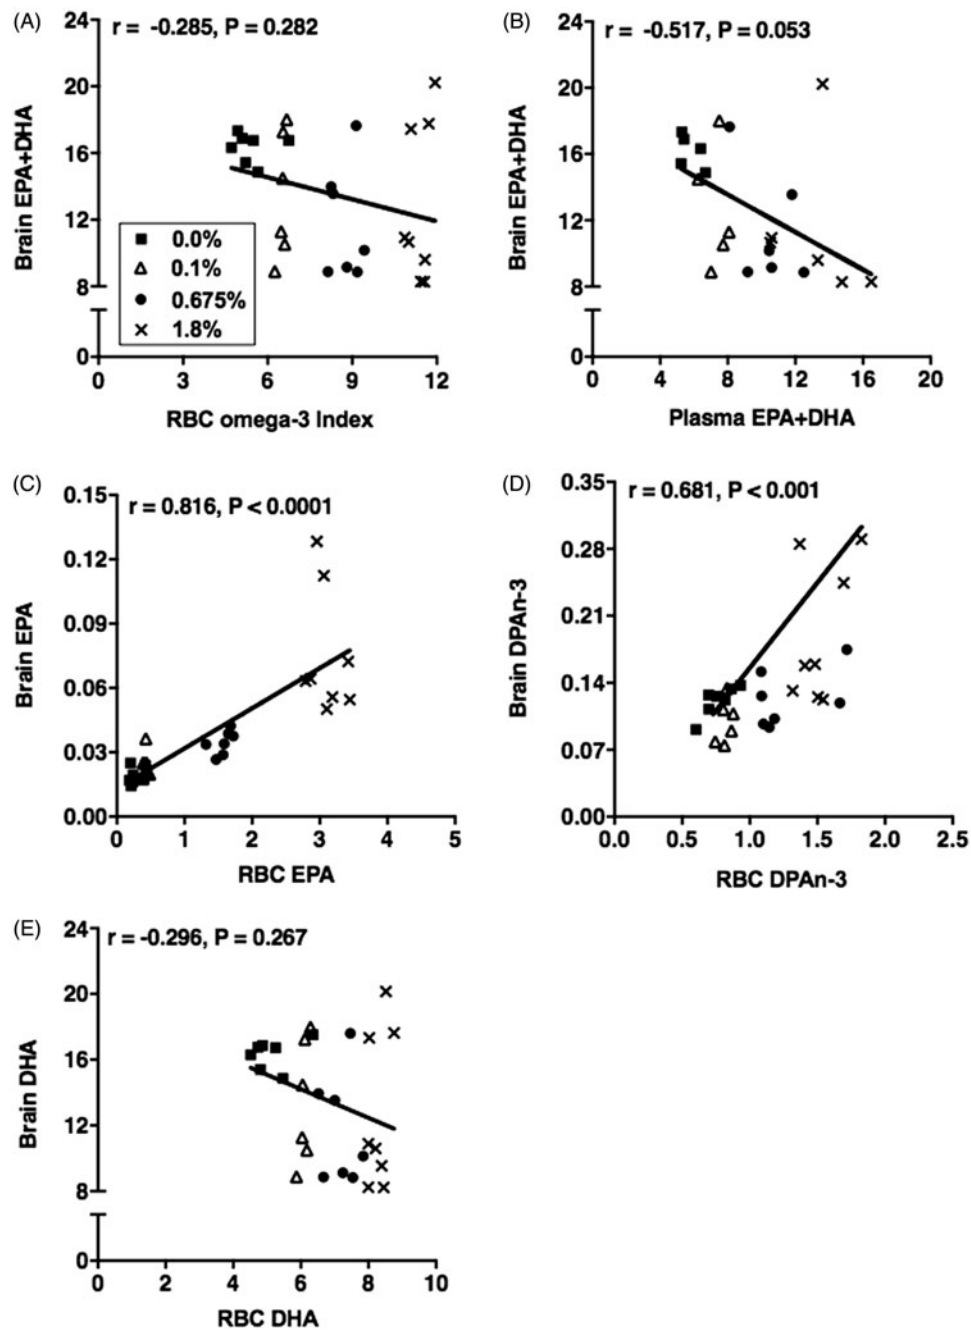 (A)
r = -0.285, P = 0.282
24
20
16
12
8
0
Brain EPA+DHA
0.0%
0.1%
0.675%
1.8%
0 3 6 9 12
RBC omega-3 Index
(B)
r = -0.517, P = 0.053
24
20
16
12
8
0
Brain EPA+DHA
0 4 8 12 16 20
Plasma EPA+DHA
(C)
r = 0.816, P < 0.0001
0.15
0.12
0.09
0.06
0.03
0.00
Brain EPA
0 1 2 3 4 5
RBC EPA
(D)
r = 0.681, P < 0.001
0.35
0.28
0.21
0.14
0.07
0.00
Brain DPAn-3
0.0 0.5 1.0 1.5 2.0 2.5
RBC DPAn-3
(E)
r = -0.296, P = 0.267
24
20
16
12
8
0
Brain DHA
0 2 4 6 8 10
RBC DHA